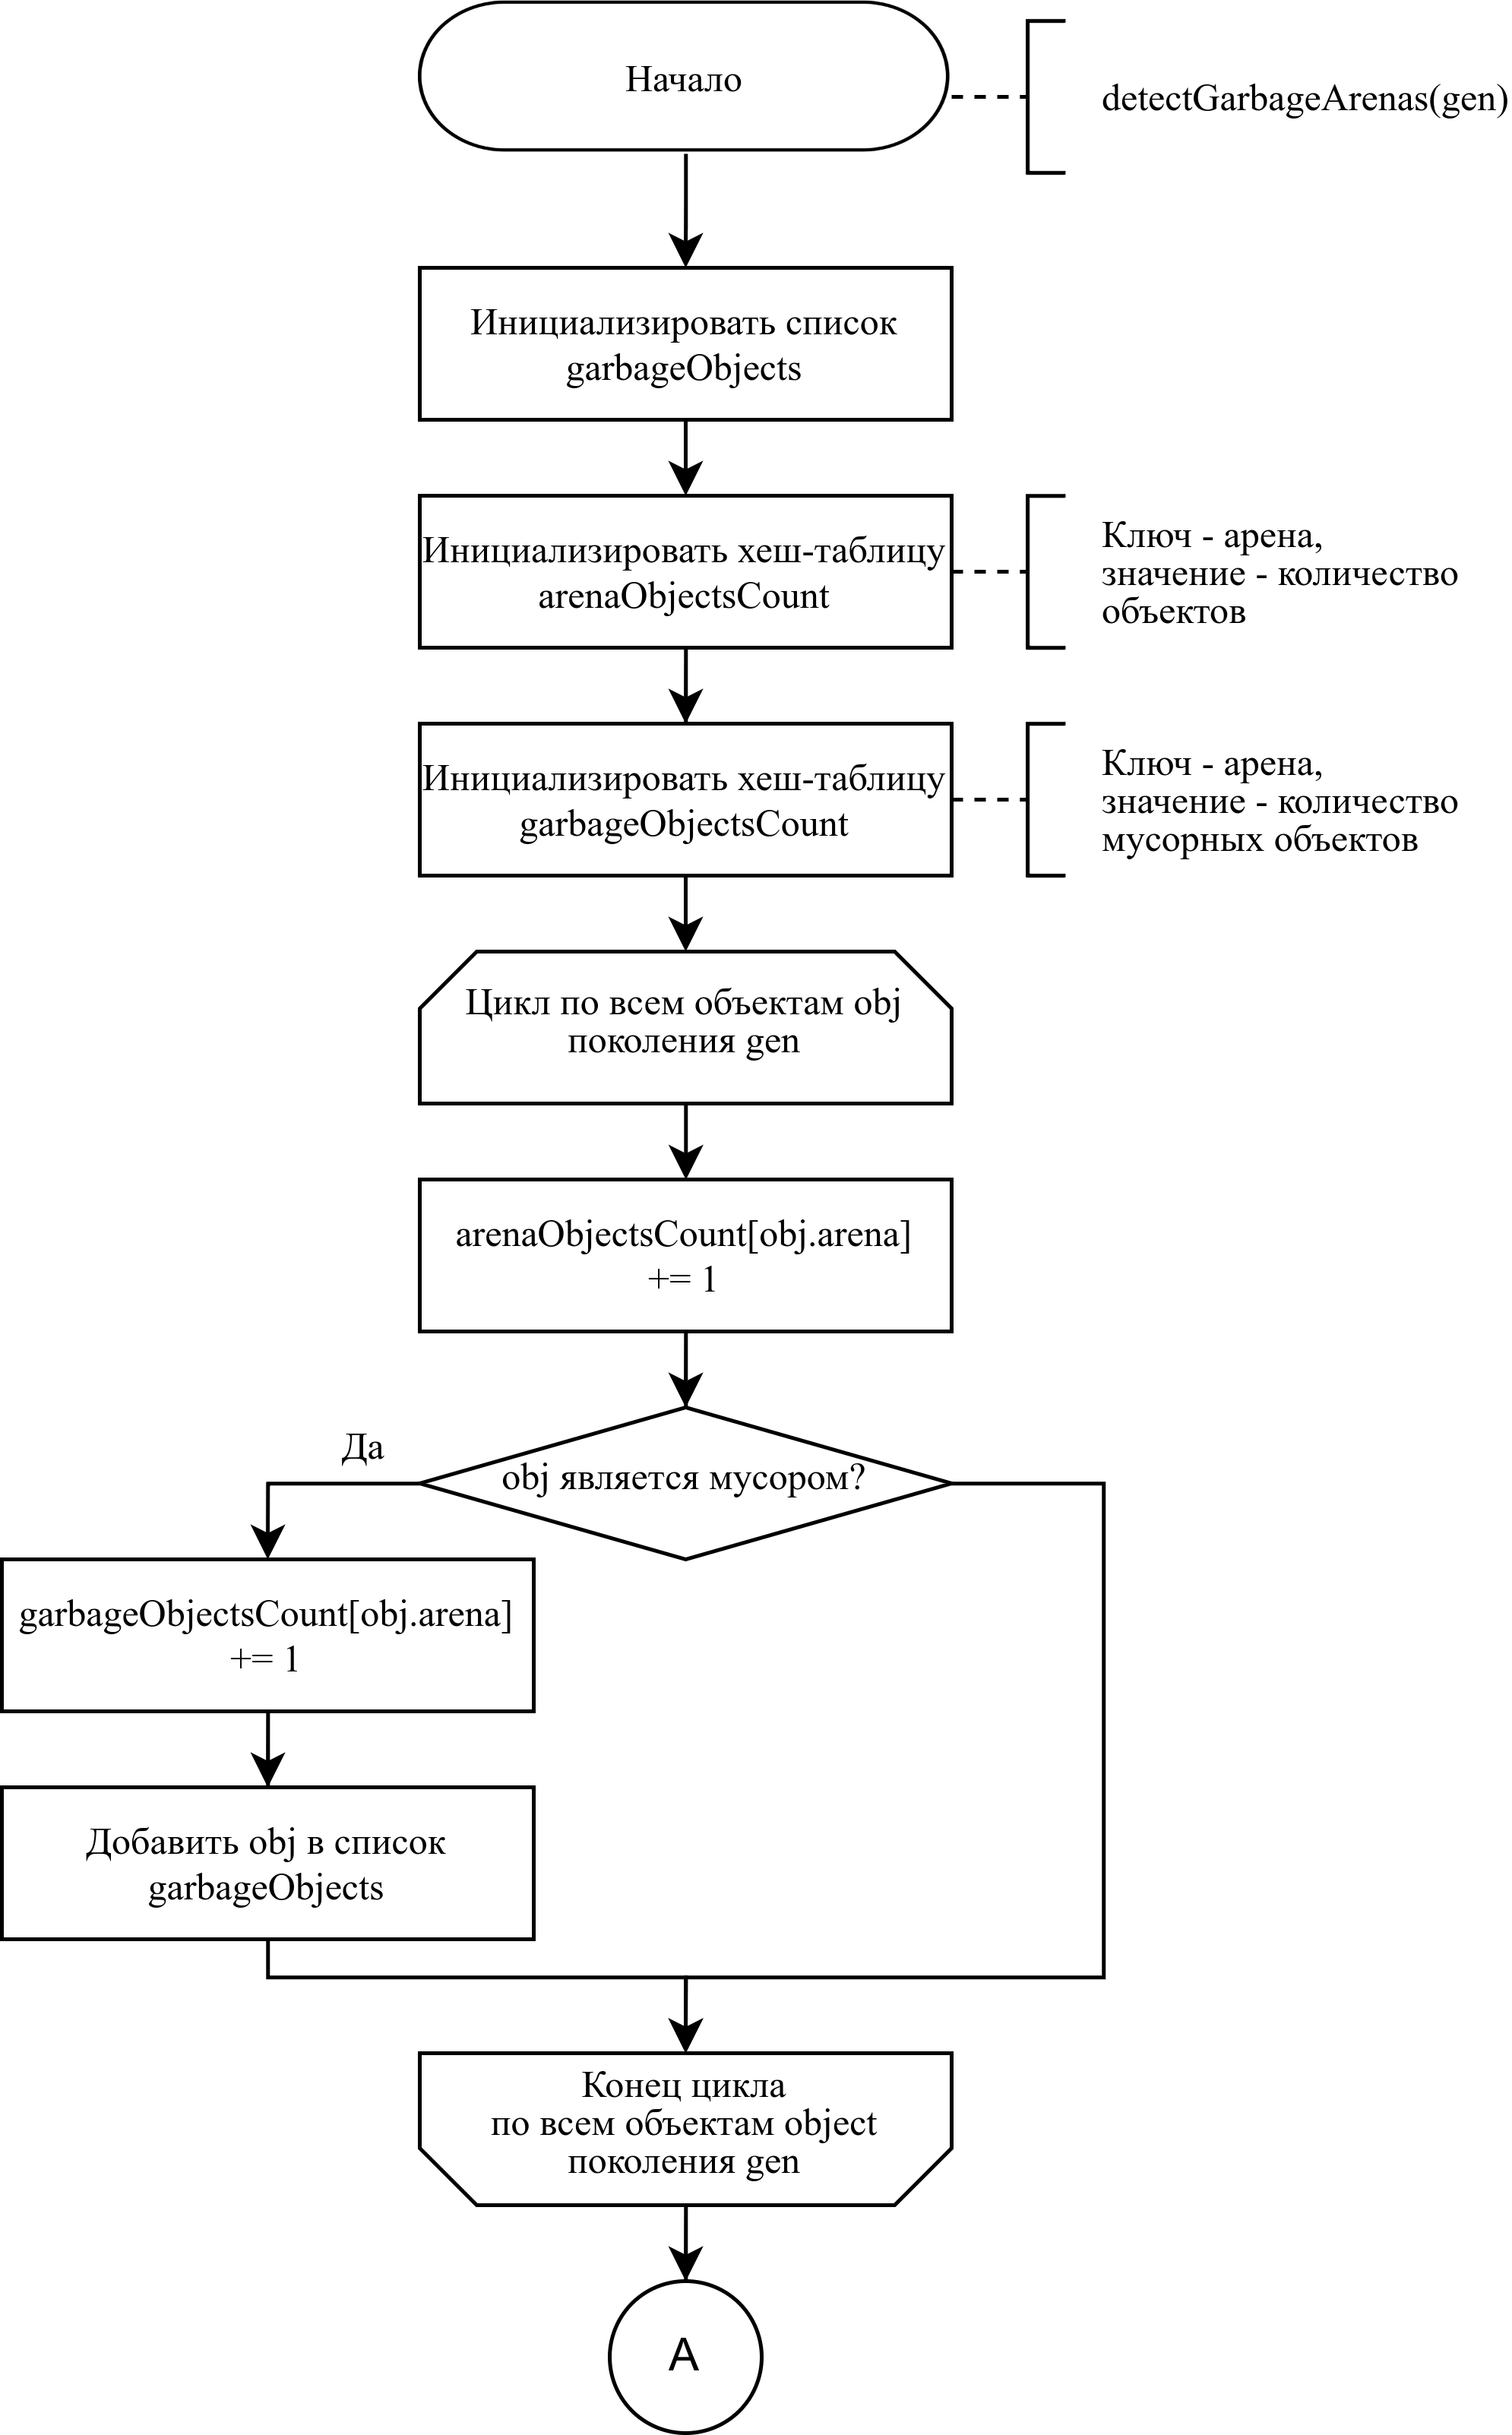 Начало
detectGarbageArenas(gen)
Инициализировать список
garbageObjects
Инициализировать хеш-таблицу
arenaObjectsCount
Ключ - арена,
значение - количество
объектов
Инициализировать хеш-таблицу
garbageObjectsCount
Ключ - арена,
значение - количество
мусорных объектов
Цикл по всем объектам obj
поколения gen
arenaObjectsCount[obj.arena]
+= 1
obj является мусором?
Да
garbageObjectsCount[obj.arena]
+= 1
Добавить obj в список
garbageObjects
Конец цикла
по всем объектам object
поколения gen
A